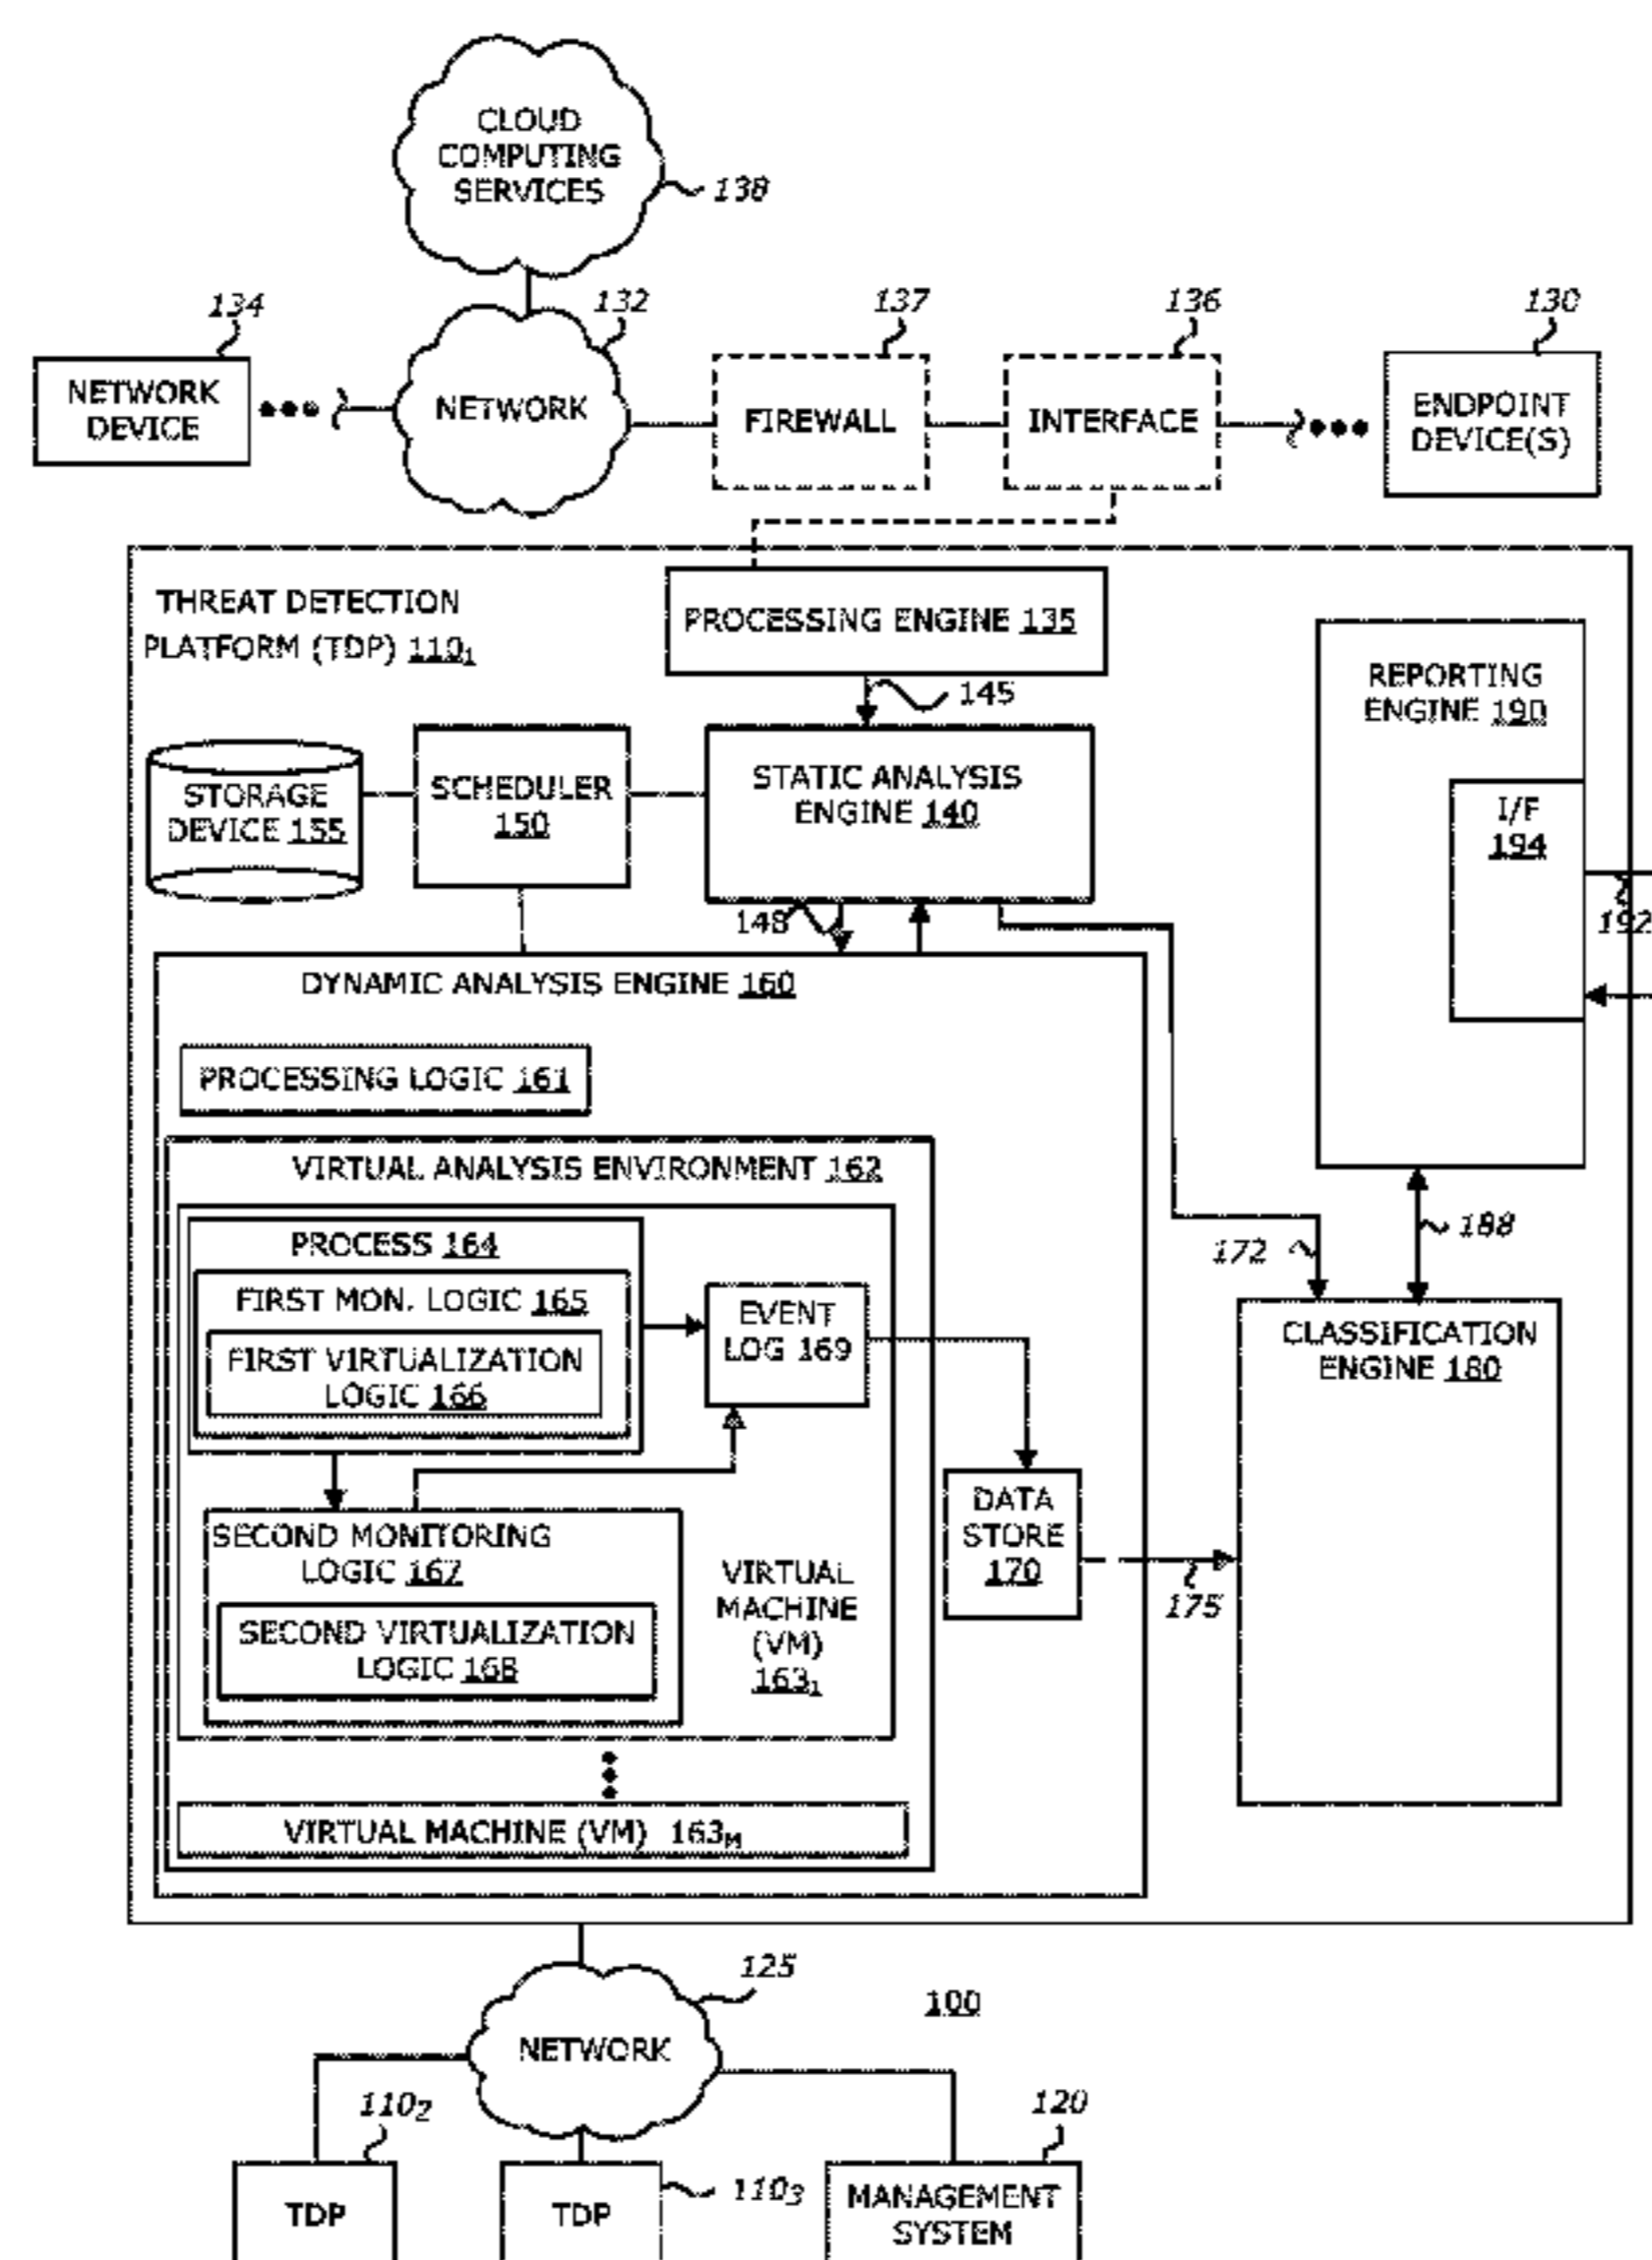 CLOUD
COMPUTING
SERVICES
138
134
132
137
136
130
NETWORK
DEVICE
NETWORK
FIREWALL
INTERFACE
ENDPOINT
DEVICE(S)
THREAT DETECTION
PLATFORM (TDP) 110₁
PROCESSING ENGINE 135
145
REPORTING
ENGINE 190
I/F
194
192
STORAGE
DEVICE 155
SCHEDULER
150
STATIC ANALYSIS
ENGINE 140
148
DYNAMIC ANALYSIS ENGINE 160
PROCESSING LOGIC 161
VIRTUAL ANALYSIS ENVIRONMENT 162
PROCESS 164
FIRST MON. LOGIC 165
FIRST VIRTUALIZATION
LOGIC 166
EVENT
LOG 169
172
188
CLASSIFICATION
ENGINE 180
SECOND MONITORING
LOGIC 167
SECOND VIRTUALIZATION
LOGIC 168
VIRTUAL
MACHINE
(VM)
163₁
DATA
STORE
170
175
VIRTUAL MACHINE (VM) 163M
125
100
NETWORK
110₂
120
TDP
TDP
110₃
MANAGEMENT
SYSTEM